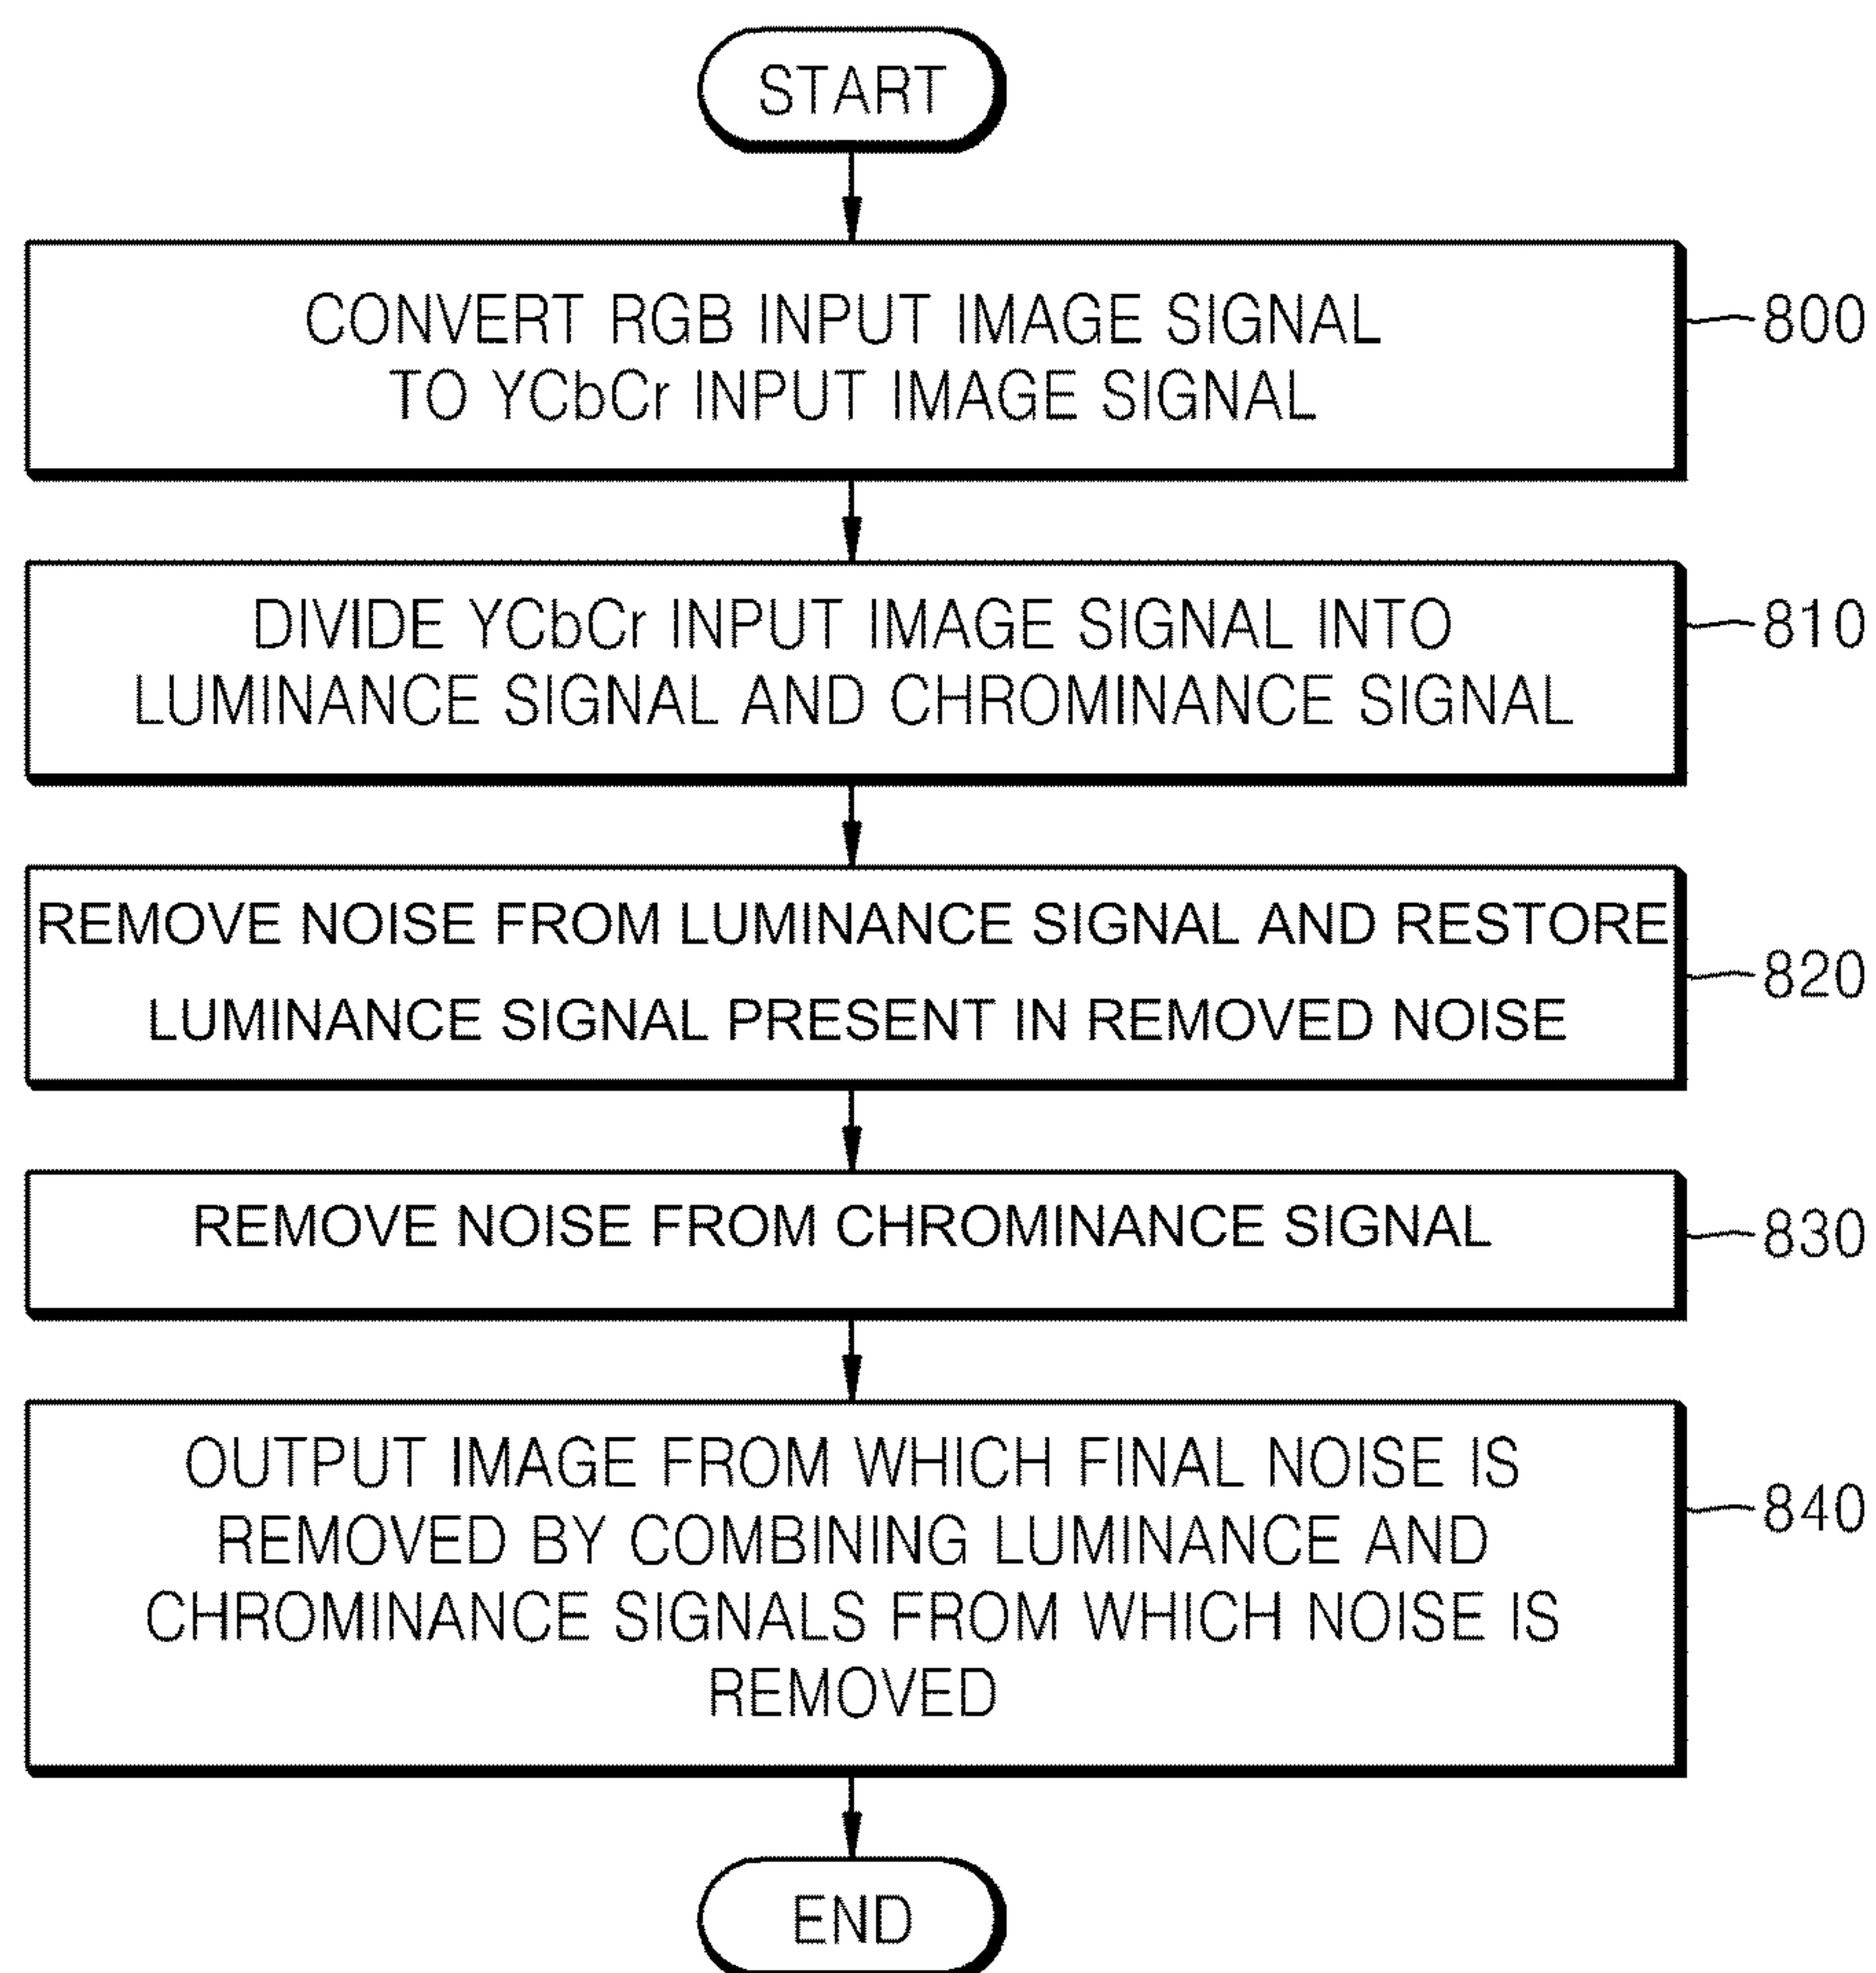 START
CONVERT RGB INPUT IMAGE SIGNAL
TO YCbCr INPUT IMAGE SIGNAL
800
DIVIDE YCbCr INPUT IMAGE SIGNAL INTO
LUMINANCE SIGNAL AND CHROMINANCE SIGNAL
810
REMOVE NOISE FROM LUMINANCE SIGNAL AND RESTORE
LUMINANCE SIGNAL PRESENT IN REMOVED NOISE
820
REMOVE NOISE FROM CHROMINANCE SIGNAL
830
OUTPUT IMAGE FROM WHICH FINAL NOISE IS
REMOVED BY COMBINING LUMINANCE AND
CHROMINANCE SIGNALS FROM WHICH NOISE IS
REMOVED
840
END